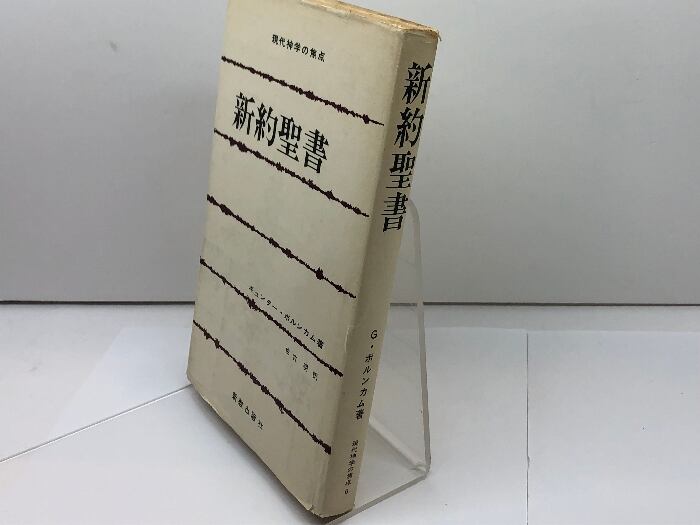 現代神学の焦点
新約聖書
ギュンター・ボルンカム著
新教出版社
新約聖書
G・ボルンカム著
現代神学の焦点